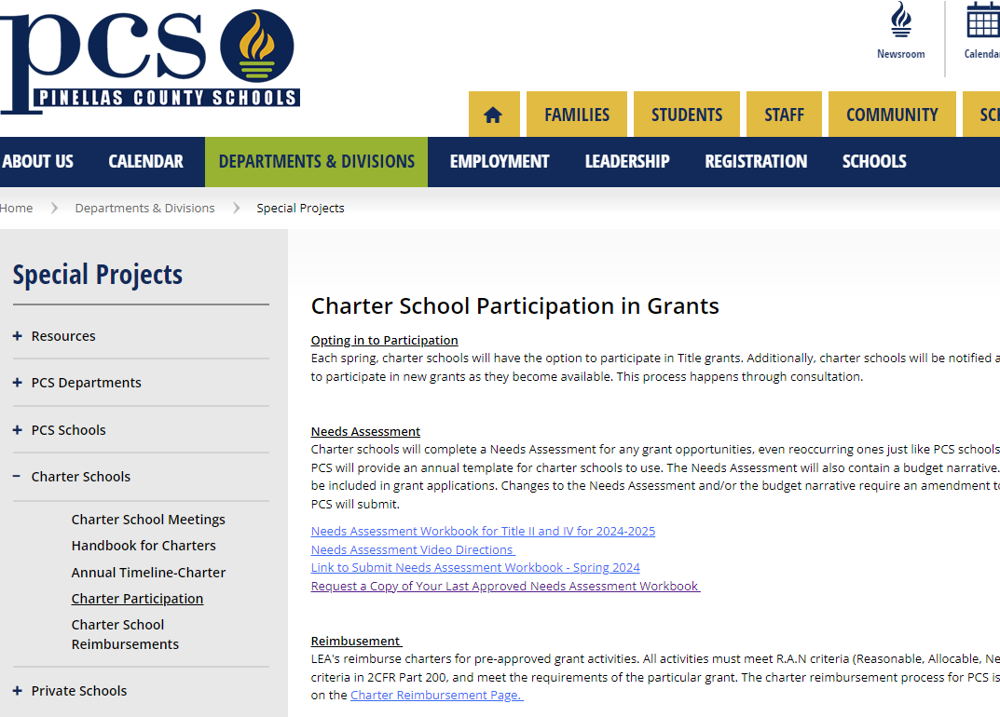 pcs
PINELLAS COUNTY SCHOOLS
Newsroom
Calenda
FAMILIES STUDENTS STAFF COMMUNITY SC
ABOUT US CALENDAR DEPARTMENTS & DIVISIONS EMPLOYMENT LEADERSHIP REGISTRATION SCHOOLS
Home Departments & Divisions Special Projects
Special Projects
+ Resources
+ PCS Departments
+ PCS Schools
− Charter Schools
Charter School Meetings
Handbook for Charters
Annual Timeline-Charter
Charter Participation
Charter School
Reimbursements
+ Private Schools
Charter School Participation in Grants
Opting in to Participation
Each spring, charter schools will have the option to participate in Title grants. Additionally, charter schools will be notified a
to participate in new grants as they become available. This process happens through consultation.
Needs Assessment
Charter schools will complete a Needs Assessment for any grant opportunities, even reoccurring ones just like PCS schools
PCS will provide an annual template for charter schools to use. The Needs Assessment will also contain a budget narrative.
be included in grant applications. Changes to the Needs Assessment and/or the budget narrative require an amendment to
PCS will submit.
Needs Assessment Workbook for Title II and IV for 2024-2025
Needs Assessment Video Directions
Link to Submit Needs Assessment Workbook - Spring 2024
Request a Copy of Your Last Approved Needs Assessment Workbook
Reimbusement
LEA's reimburse charters for pre-approved grant activities. All activities must meet R.A.N criteria (Reasonable, Allocable, Ne
criteria in 2CFR Part 200, and meet the requirements of the particular grant. The charter reimbursement process for PCS is
on the Charter Reimbursement Page.